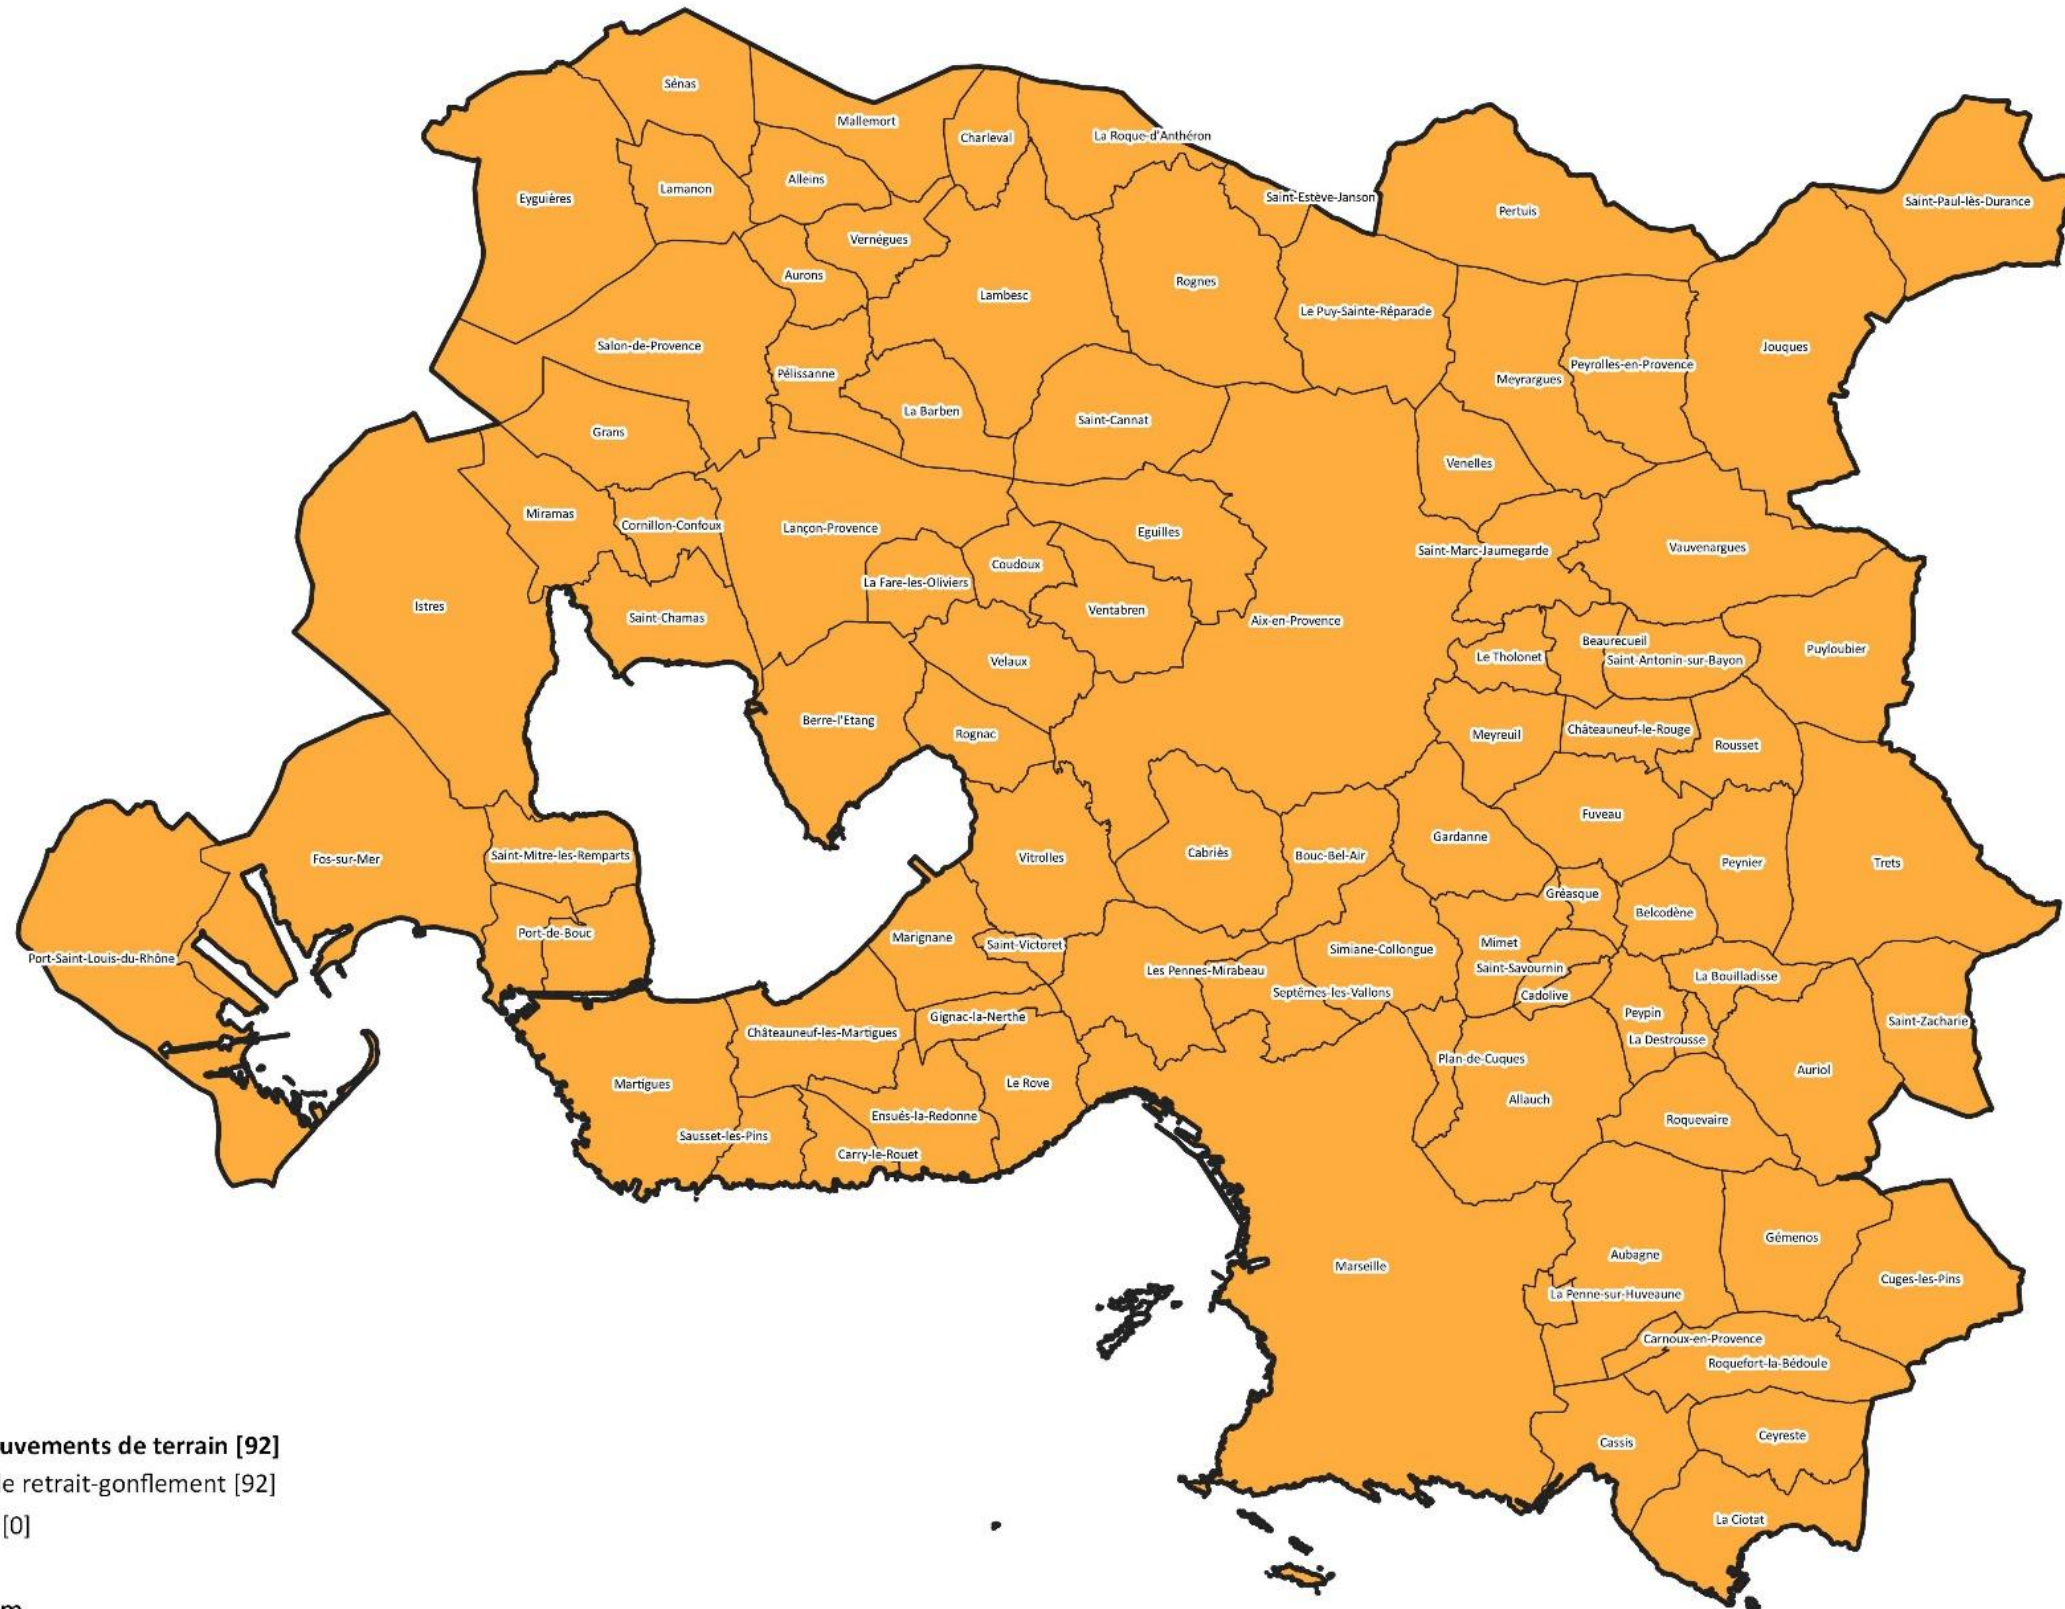 Sénas
Mallemort
Charleval
La Roque-d'Anthéron
Alleins
Lamanon
Eyguières
Saint-Estève-Janson
Pertuis
Saint-Paul-lès-Durance
Vernègues
Aurons
Lambesc
Rognes
Le Puy-Sainte-Réparade
Salon-de-Provence
Jouques
Peyrolles-en-Provence
Pélissanne
Meyrargues
La Barben
Saint-Cannat
Grans
Venelles
Miramas
Cornillon-Confoux
Lançon-Provence
Eguilles
Saint-Marc-Jaumegarde
Vauvenargues
Coudoux
La Fare-les-Oliviers
Istres
Ventabren
Saint-Chamas
Aix-en-Provence
Beaurecueil
Puyloubier
Le Tholonet
Saint-Antonin-sur-Bayon
Velaux
Berre-l'Etang
Rognac
Meyreuil
Châteauneuf-le-Rouge
Rousset
Fuveau
Gardanne
Fos-sur-Mer
Saint-Mitre-les-Remparts
Vitrolles
Cabriès
Bouc-Bel-Air
Peynier
Trets
Gréasque
Belcodène
Port-de-Bouc
Marignane
Saint-Victoret
Mimet
Simiane-Collongue
Port-Saint-Louis-du-Rhône
Les Pennes-Mirabeau
Saint-Savournin
La Bouilladisse
Septèmes-les-Vallons
Cadolive
Peypin
Gignac-la-Nerthe
Saint-Zacharie
Châteauneuf-les-Martigues
La Destrousse
Plan-de-Cuques
Auriol
Martigues
Le Rove
Allauch
Ensuès-la-Redonne
Roquevaire
Sausset-les-Pins
Carry-le-Rouet
Gémenos
Aubagne
Marseille
Cuges-les-Pins
La Penne-sur-Huveaune
Carnoux-en-Provence
Roquefort-la-Bédoule
Ceyreste
Cassis
La Ciotat
uvements de terrain [92]
le retrait-gonflement [92]
[0]